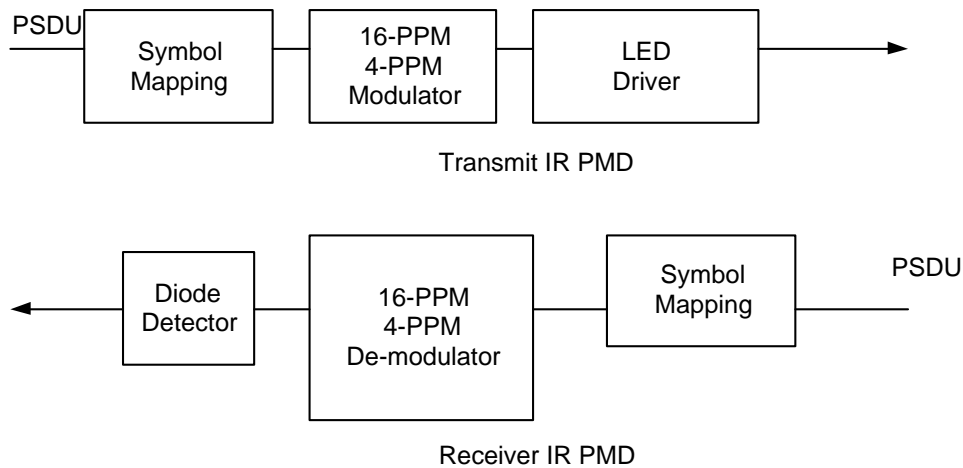 PSDU
Symbol
Mapping
16-PPM
4-PPM
Modulator
LED
Driver
Transmit IR PMD
Diode
Detector
16-PPM
4-PPM
De-modulator
Symbol
Mapping
PSDU
Receiver IR PMD